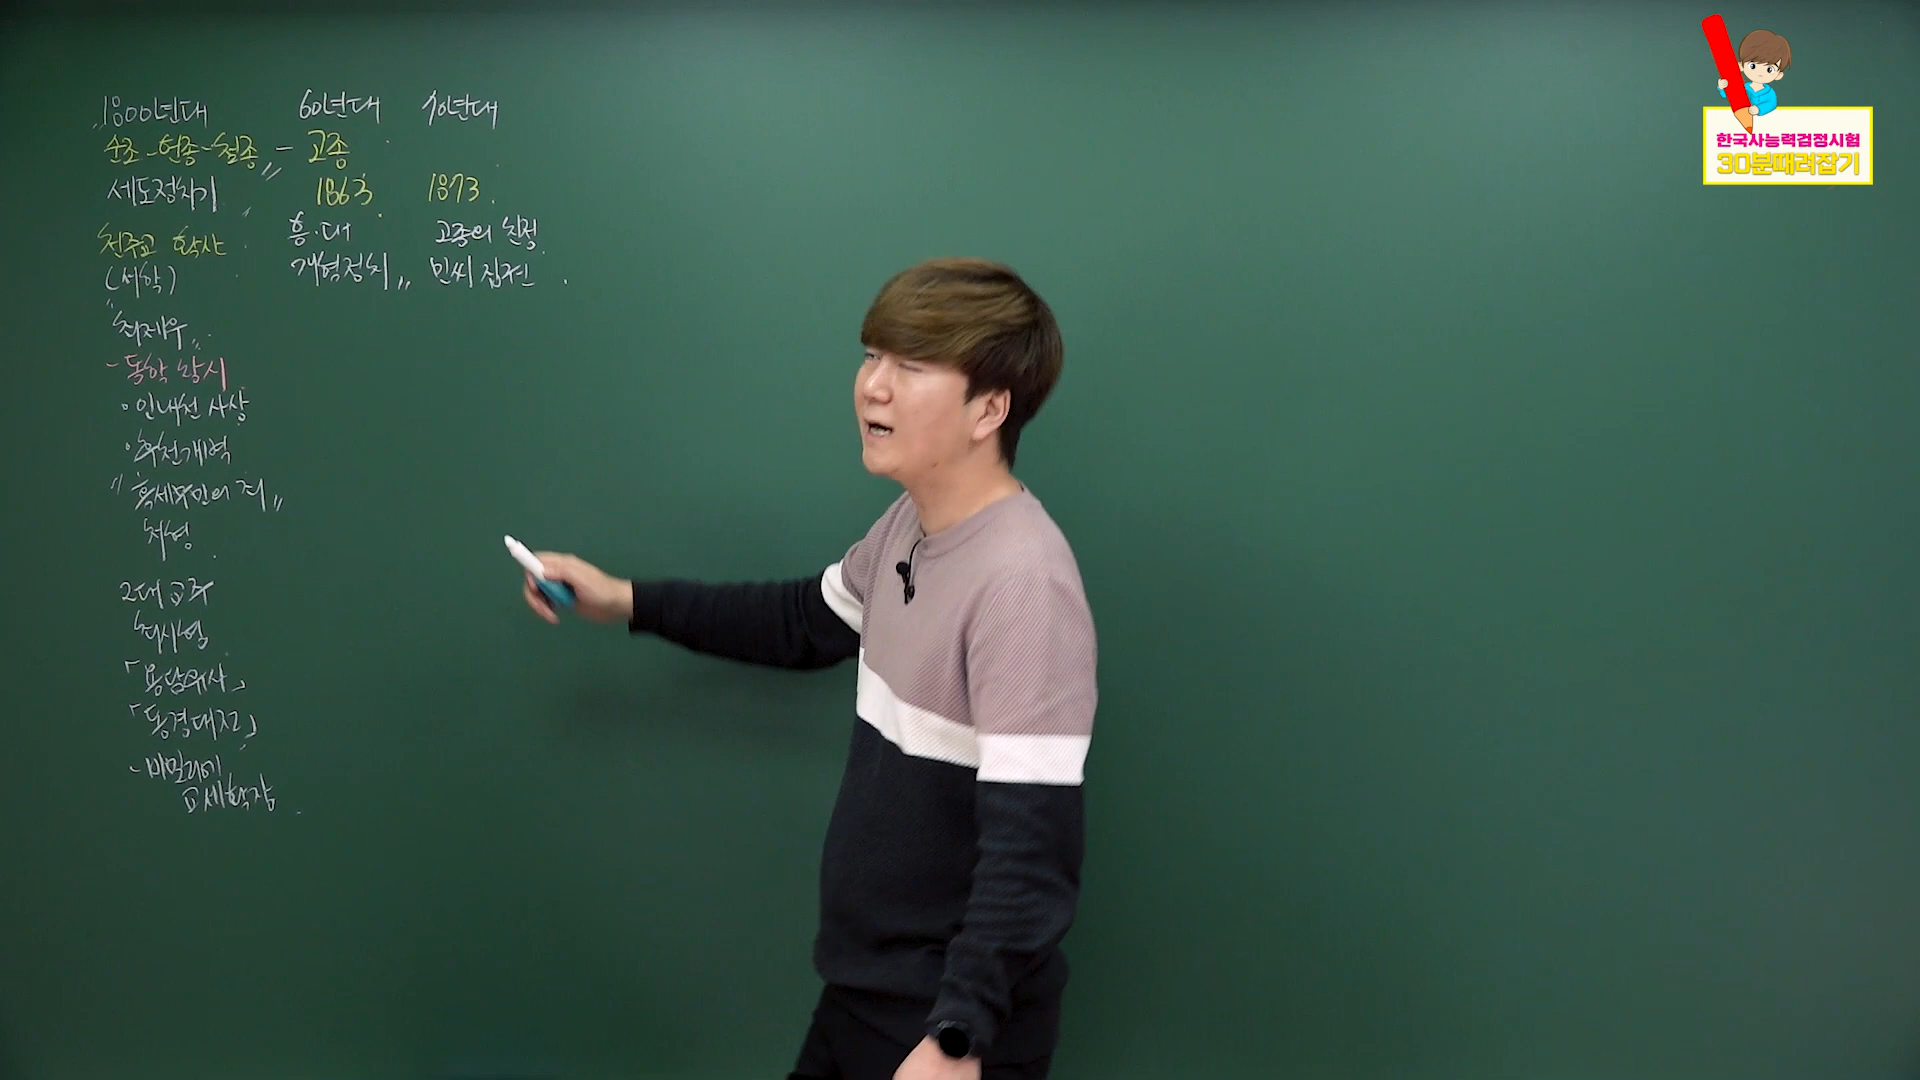 1800년대 60년대 70년대
순조-헌종-철종 - 고종
세도정치기 1863 1873
천주교 확산 흥·대 고종의 친정
(서학) 개혁정치 민씨 집권
"최제우"
- 동학 창시
· 인내천 사상
· 후천개벽
"혹세무민의 죄"
처형
2대 교주
최시형
「용담유사」
「동경대전」
- 비밀리에
교세확장
한국사능력검정시험
30분때려잡기